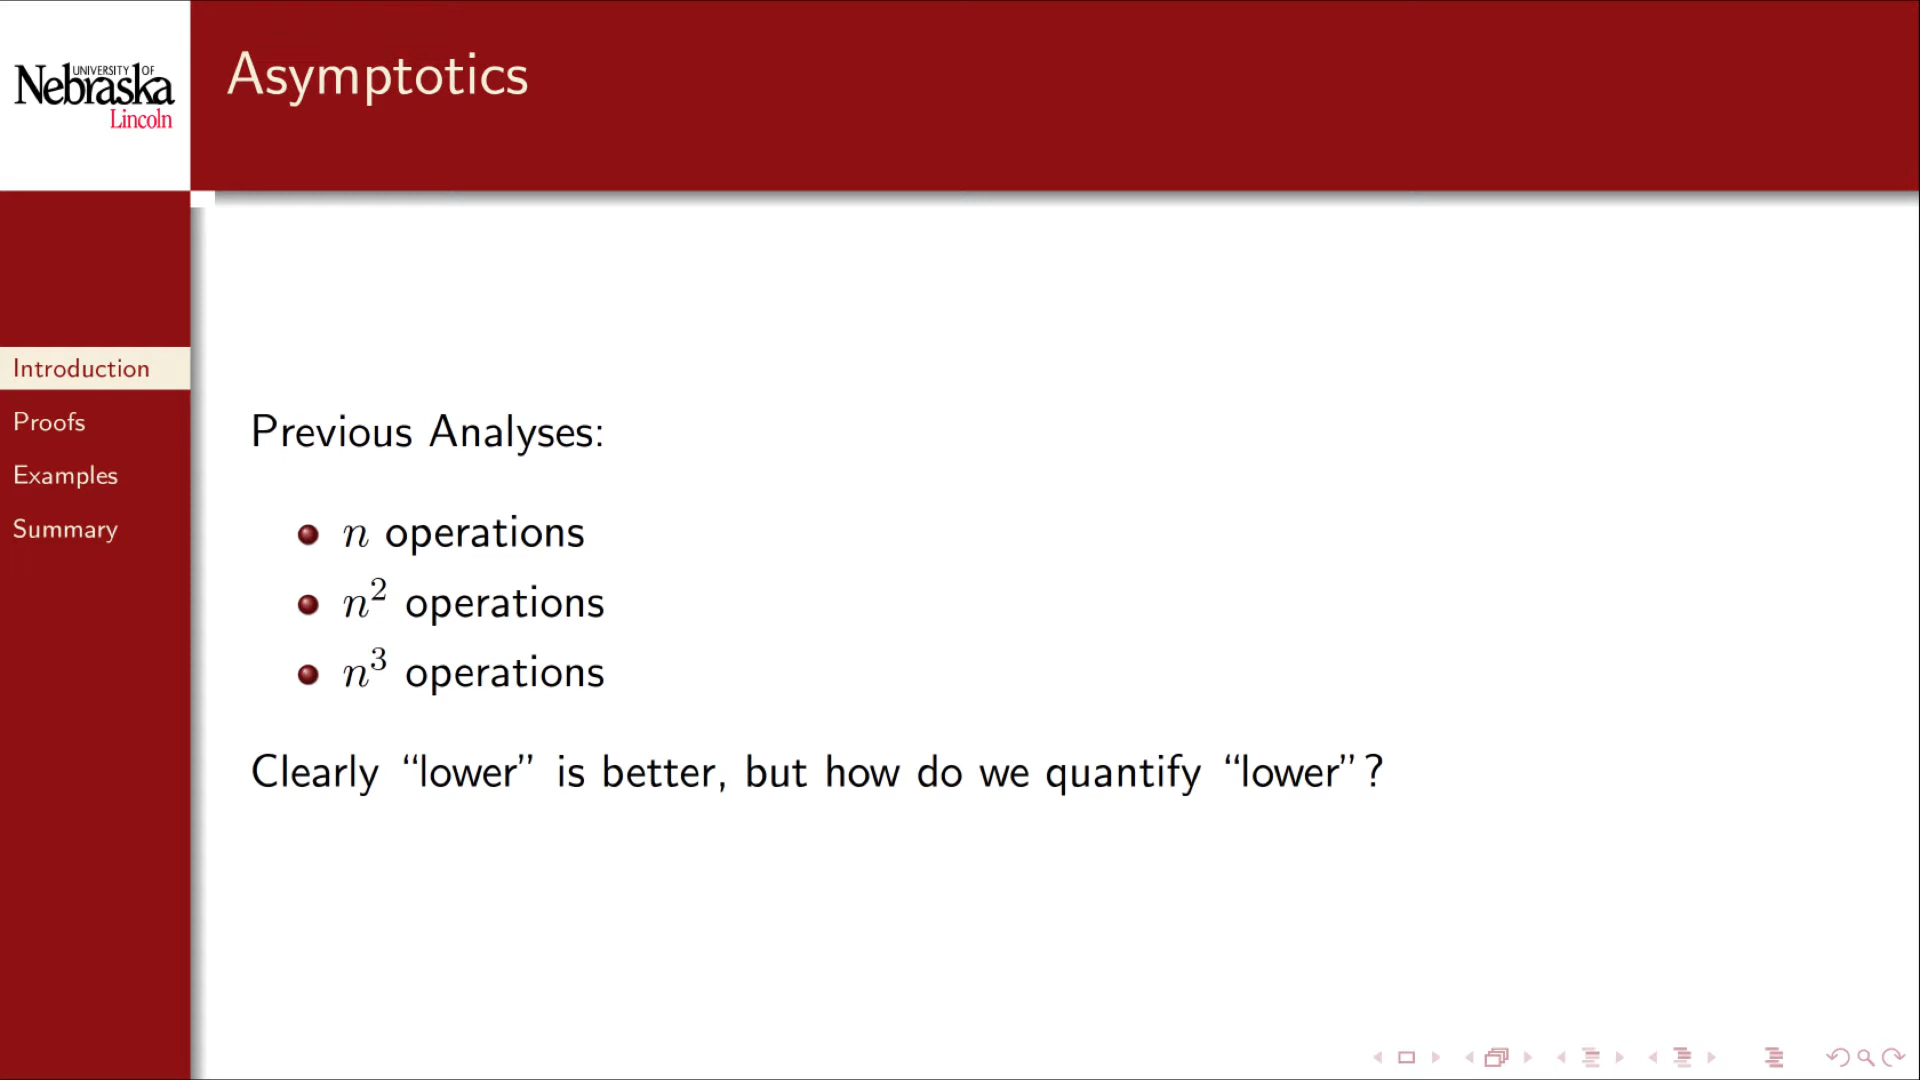 UNIVERSITY OF
Nebraska
Lincoln
Asymptotics
Introduction
Proofs
Examples
Summary
Previous Analyses:
n operations
n² operations
n³ operations
Clearly “lower” is better, but how do we quantify “lower”?